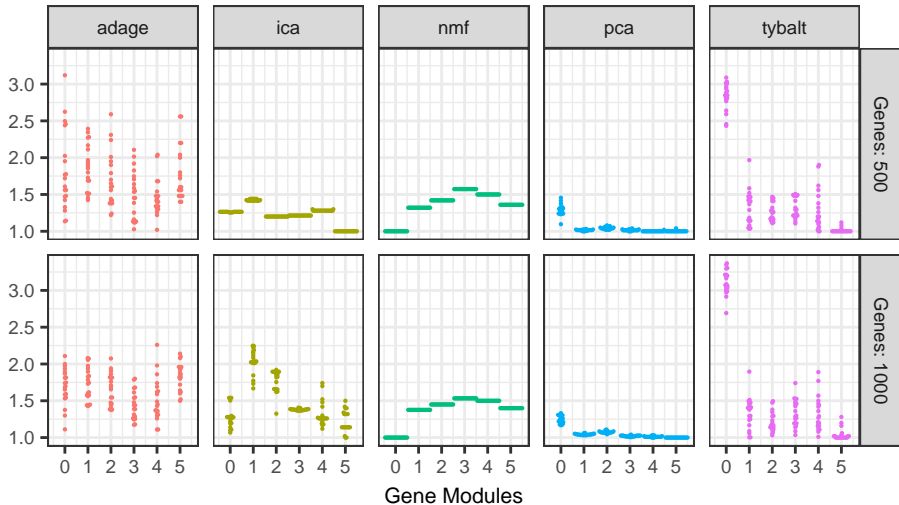 adage ica nmf pca tybalt
3.0
2.5
2.0
1.5
1.0
Genes: 500
3.0
2.5
2.0
1.5
1.0
Genes: 1000
0 1 2 3 4 5 0 1 2 3 4 5 0 1 2 3 4 5 0 1 2 3 4 5 0 1 2 3 4 5
Gene Modules